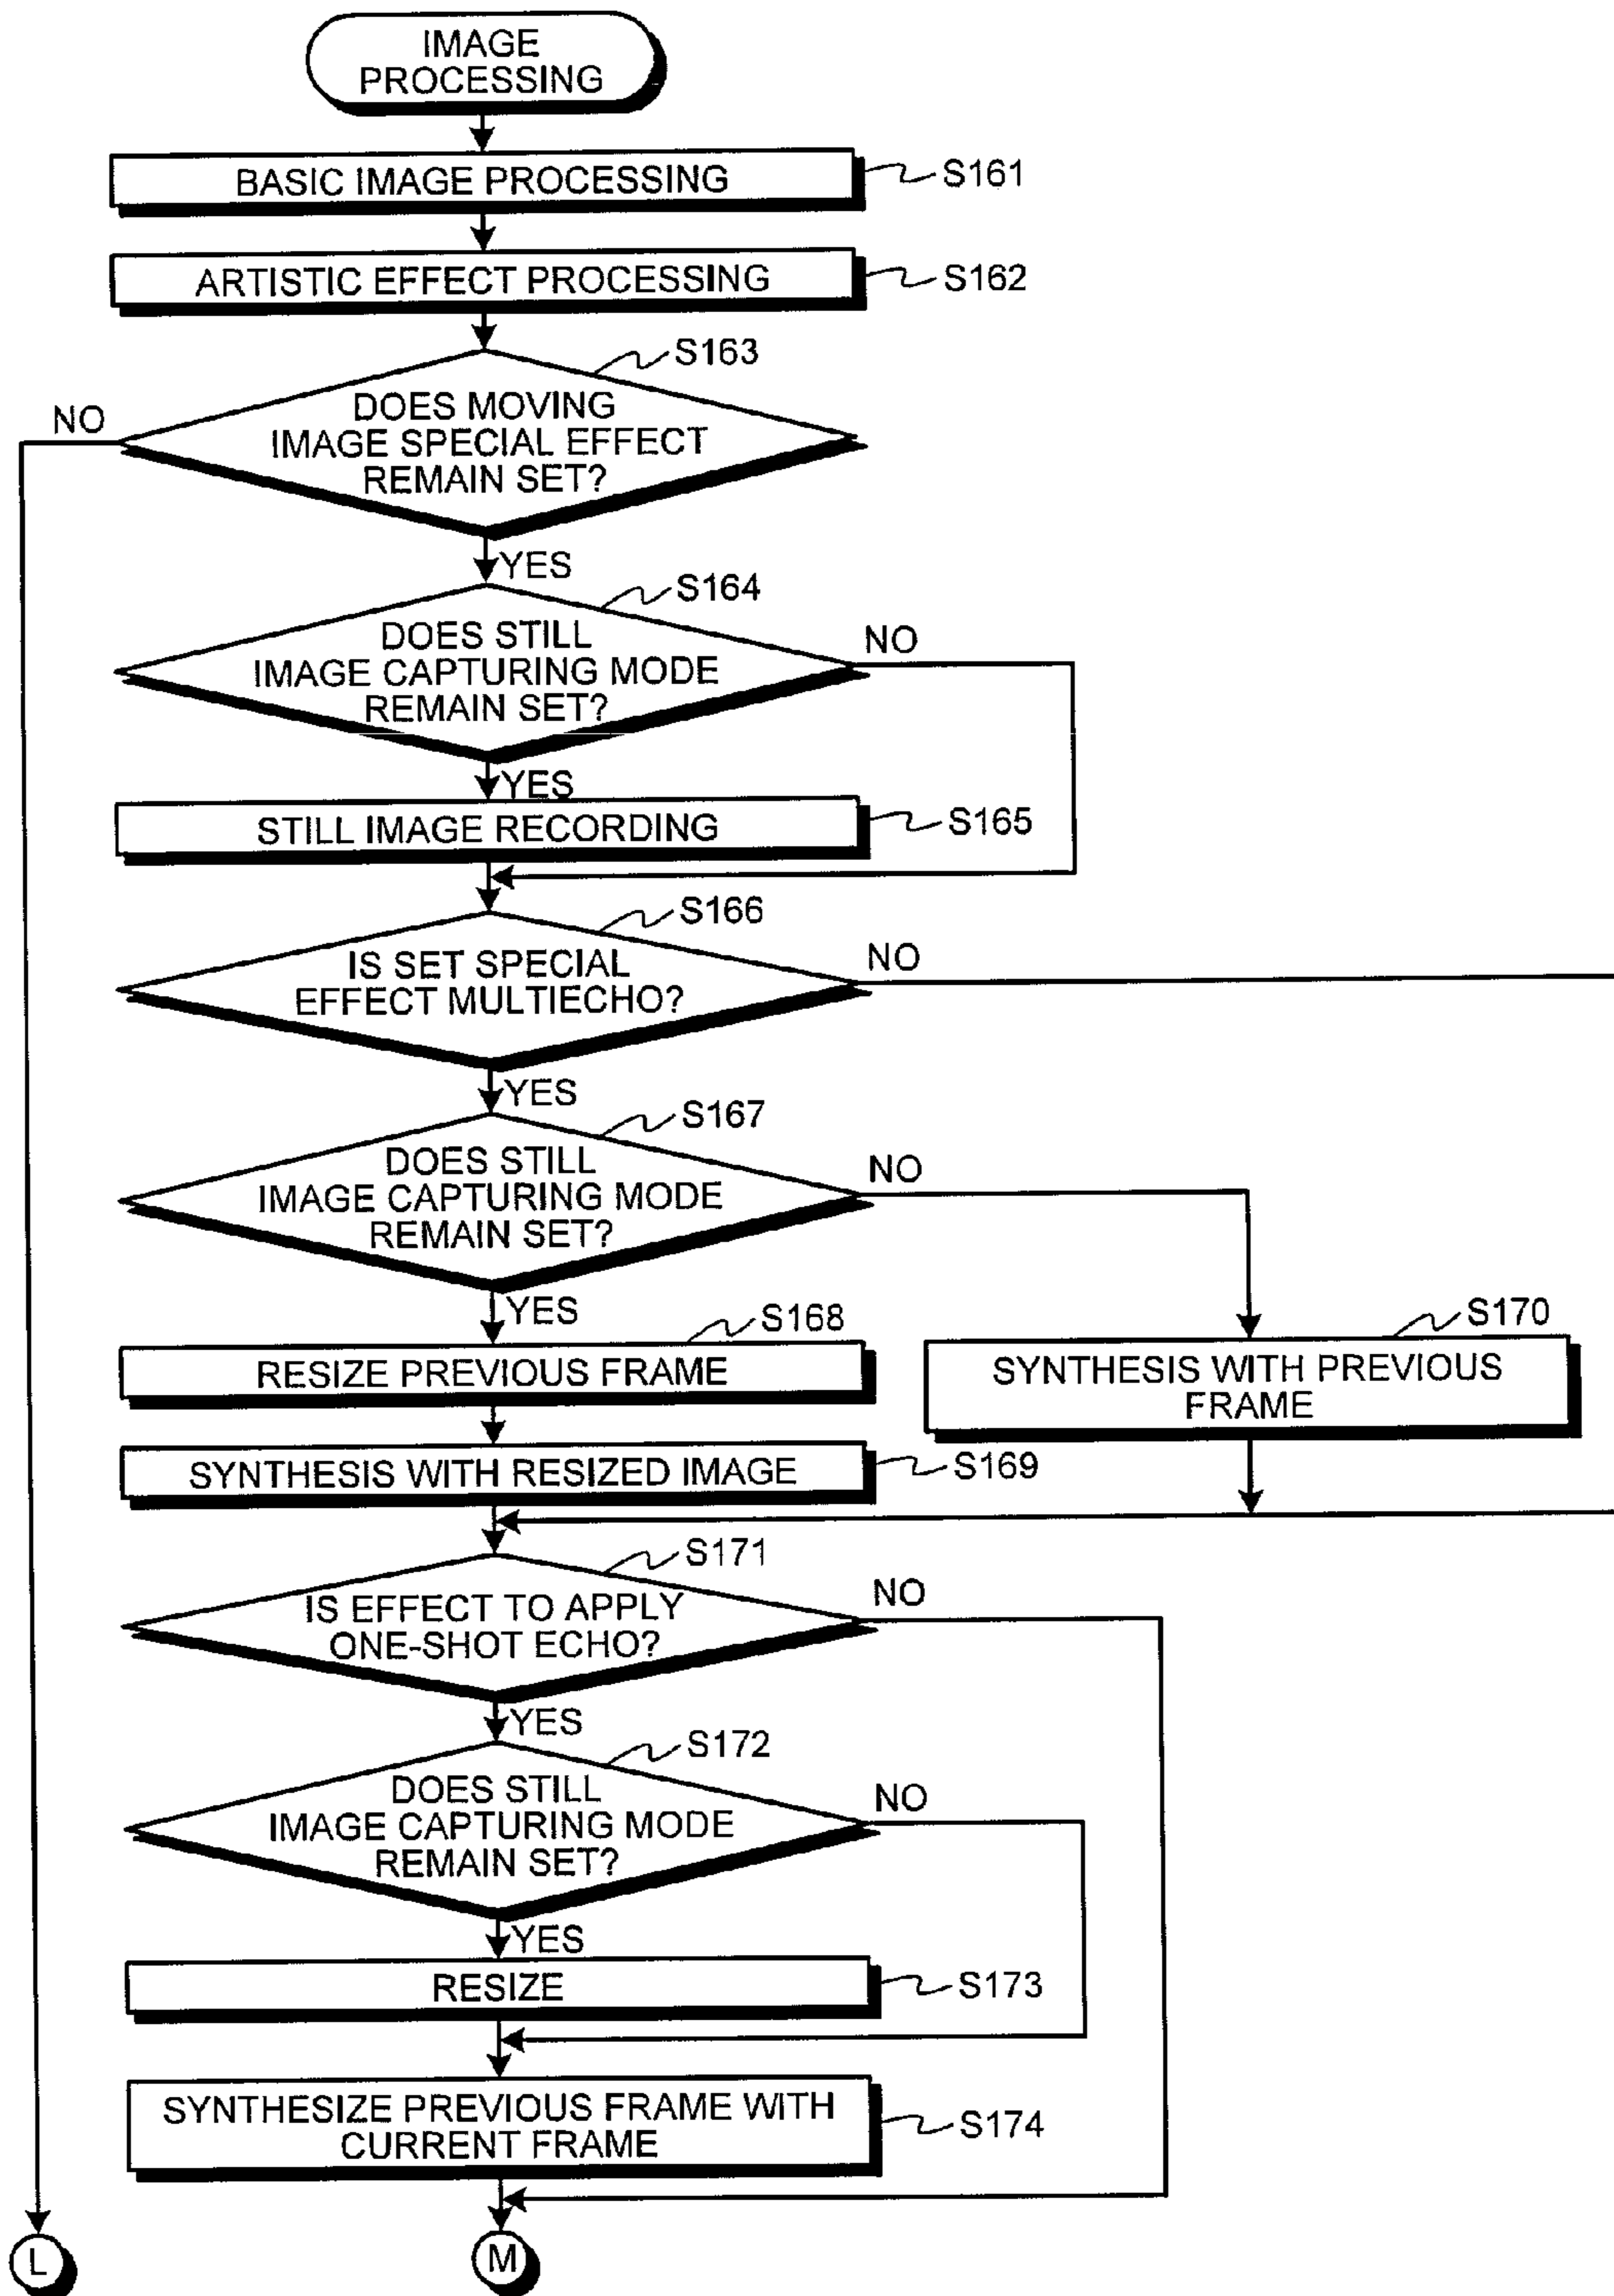 IMAGE
PROCESSING
BASIC IMAGE PROCESSING
S161
ARTISTIC EFFECT PROCESSING
S162
S163
DOES MOVING
IMAGE SPECIAL EFFECT
REMAIN SET?
NO
YES
S164
DOES STILL
IMAGE CAPTURING MODE
REMAIN SET?
NO
YES
STILL IMAGE RECORDING
S165
S166
IS SET SPECIAL
EFFECT MULTIECHO?
NO
YES
S167
DOES STILL
IMAGE CAPTURING MODE
REMAIN SET?
NO
YES
S168
RESIZE PREVIOUS FRAME
S170
SYNTHESIS WITH PREVIOUS
FRAME
SYNTHESIS WITH RESIZED IMAGE
S169
S171
IS EFFECT TO APPLY
ONE-SHOT ECHO?
NO
YES
S172
DOES STILL
IMAGE CAPTURING MODE
REMAIN SET?
NO
YES
RESIZE
S173
SYNTHESIZE PREVIOUS FRAME WITH
CURRENT FRAME
S174
L
M